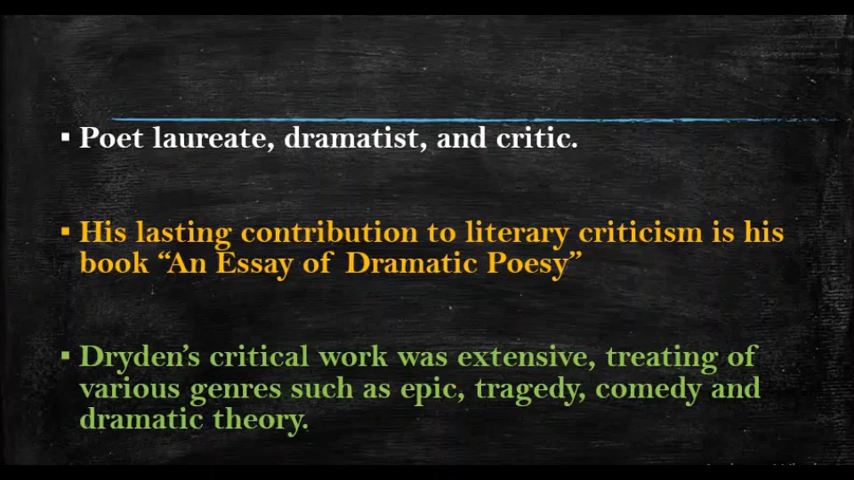 ▪ Poet laureate, dramatist, and critic.
▪ His lasting contribution to literary criticism is his
book “An Essay of Dramatic Poesy”
▪ Dryden’s critical work was extensive, treating of
various genres such as epic, tragedy, comedy and
dramatic theory.